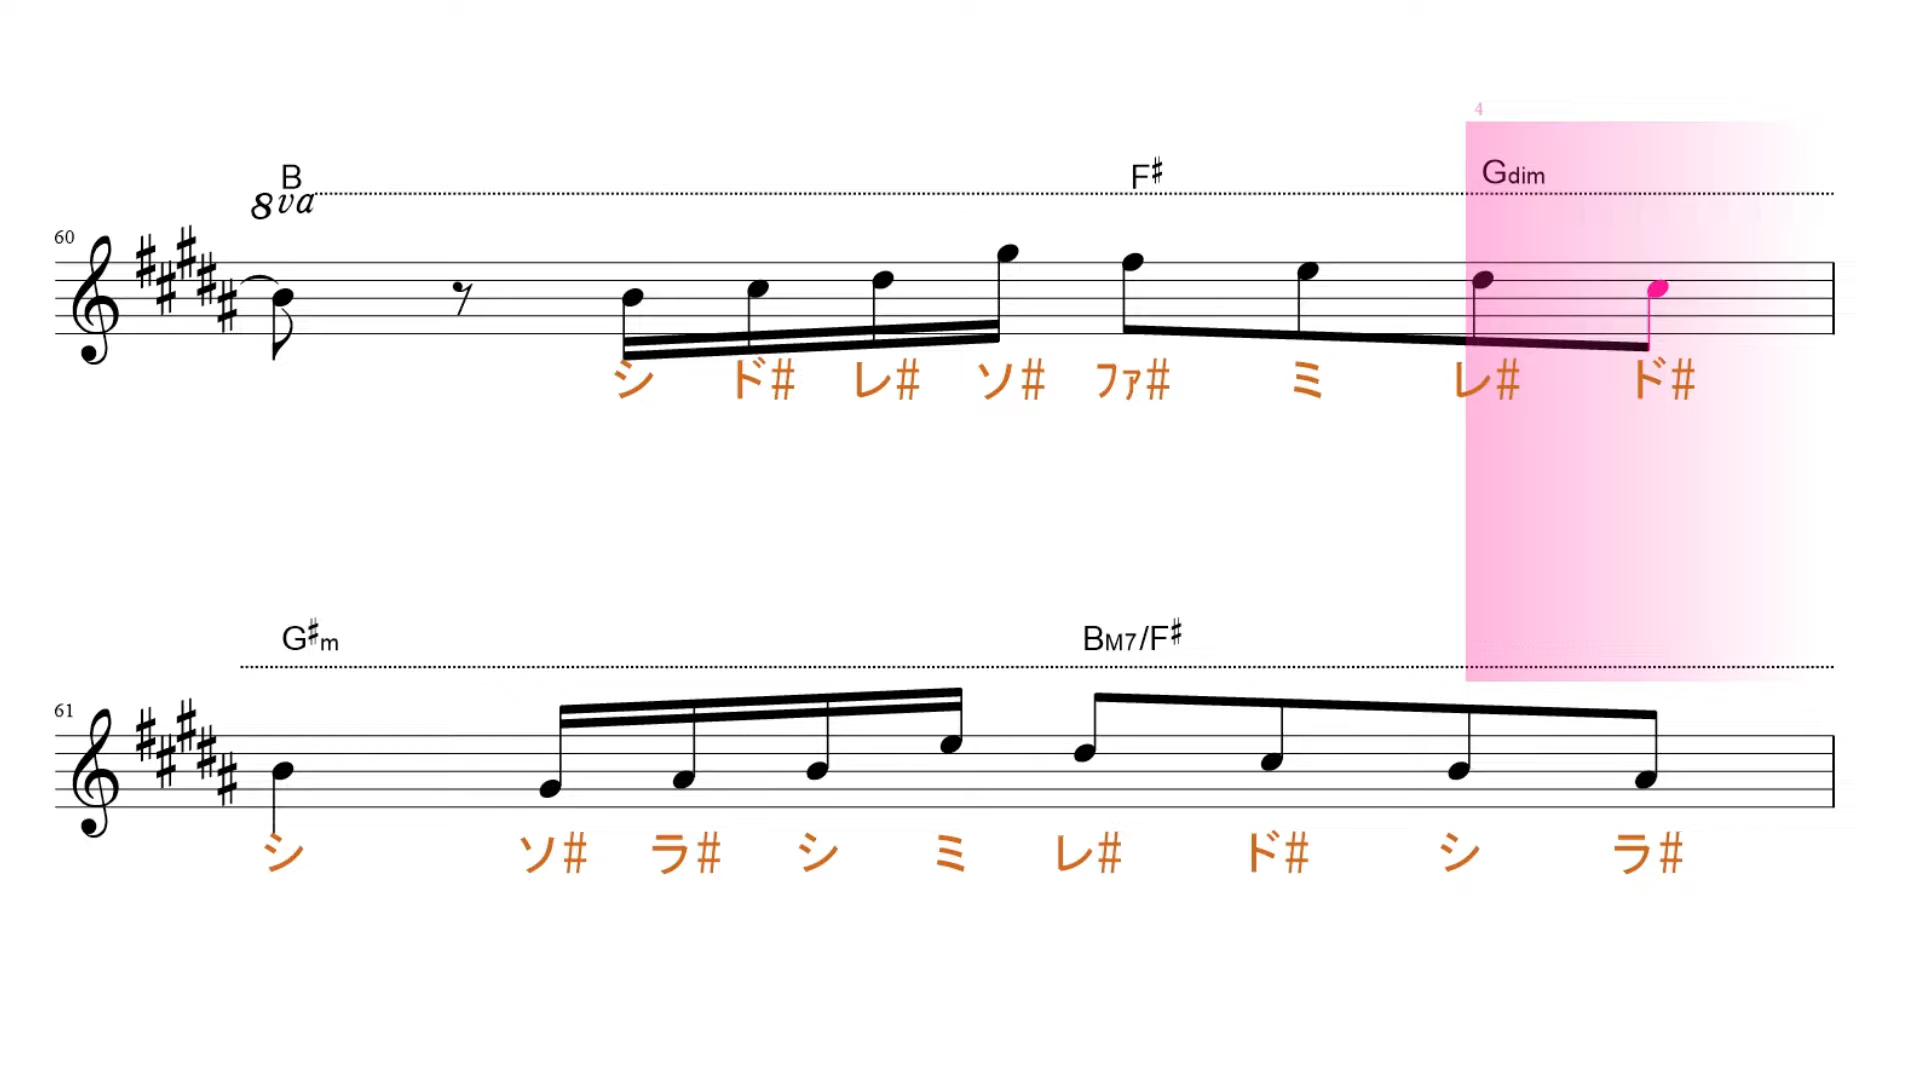 4
B F♯ Gdim
8va
60
シ ド# レ# ソ# ファ# ミ レ# ド#
G♯m BM7/F♯
61
シ ソ# ラ# シ ミ レ# ド# シ ラ#